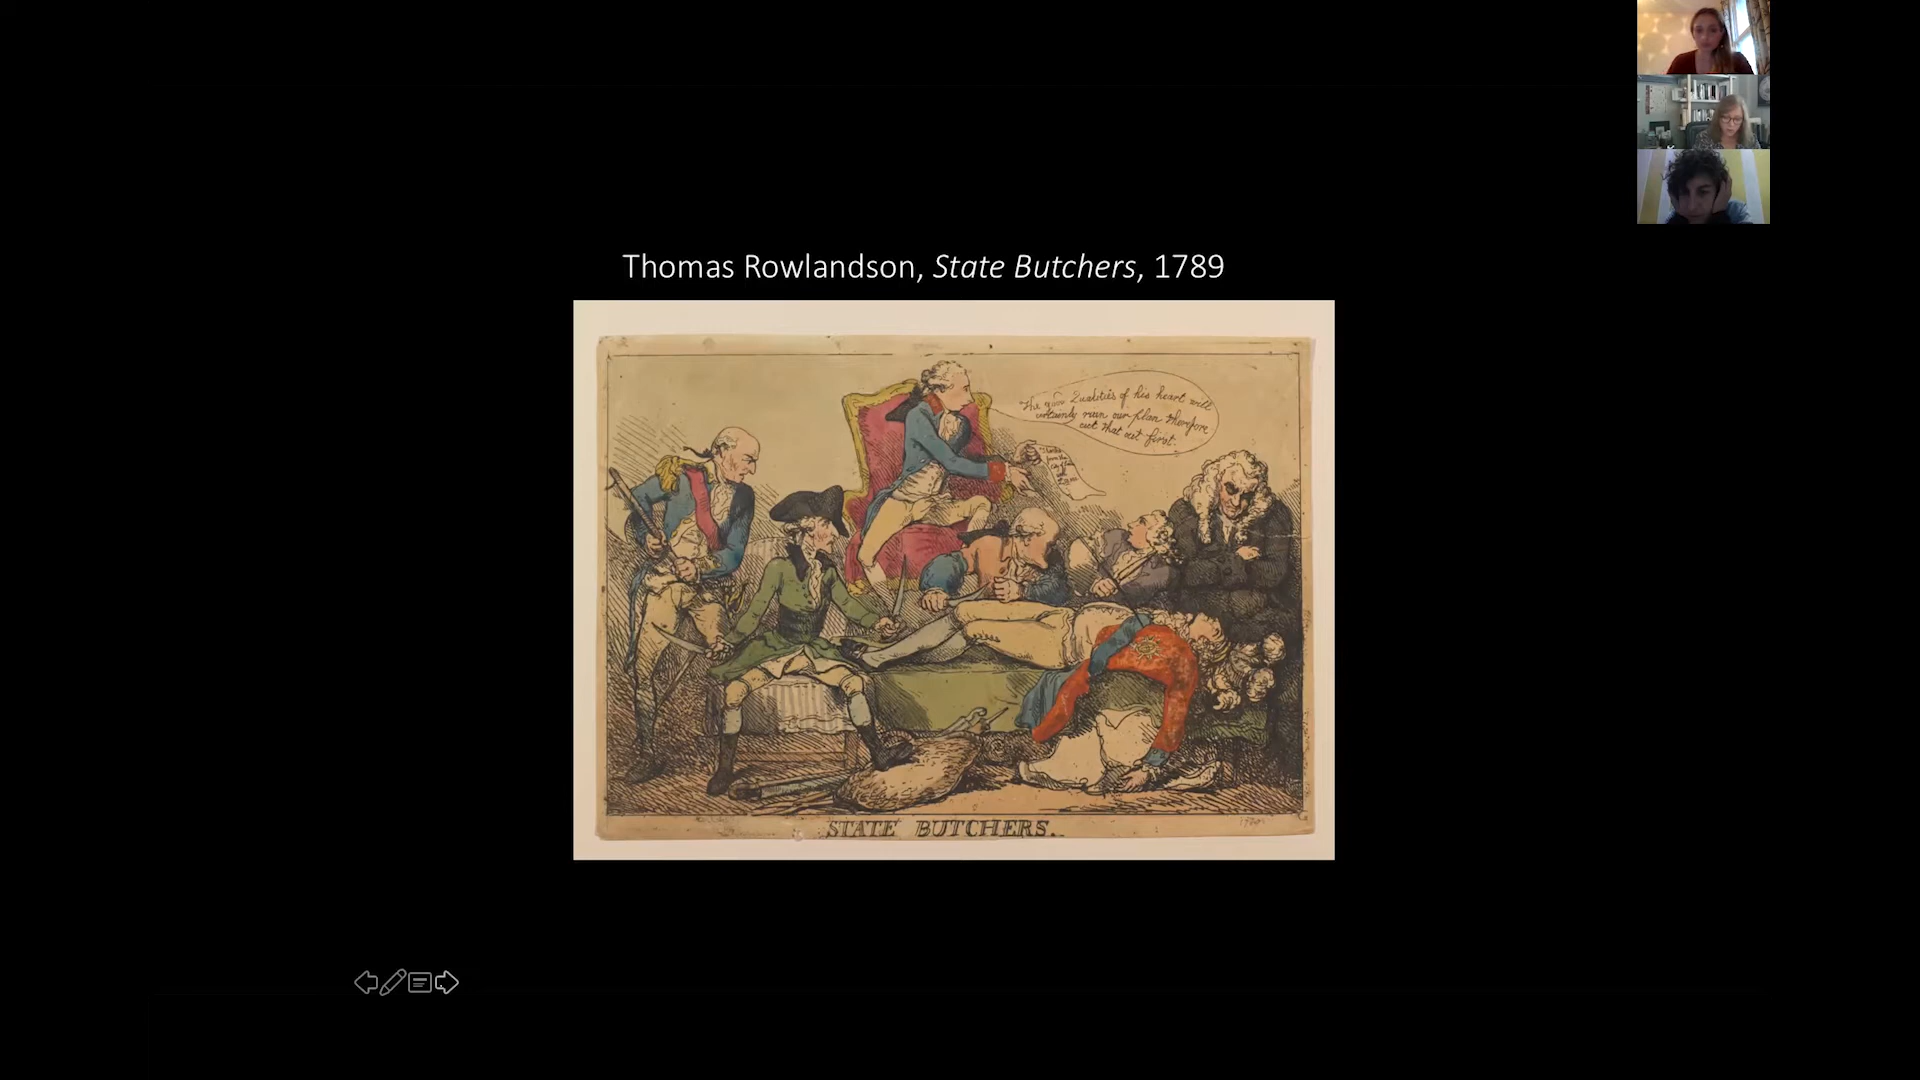 Thomas Rowlandson, State Butchers, 1789
The good Qualities of his heart will
certainly ruin our plan therefore
cut that out first.
STATE BUTCHERS.